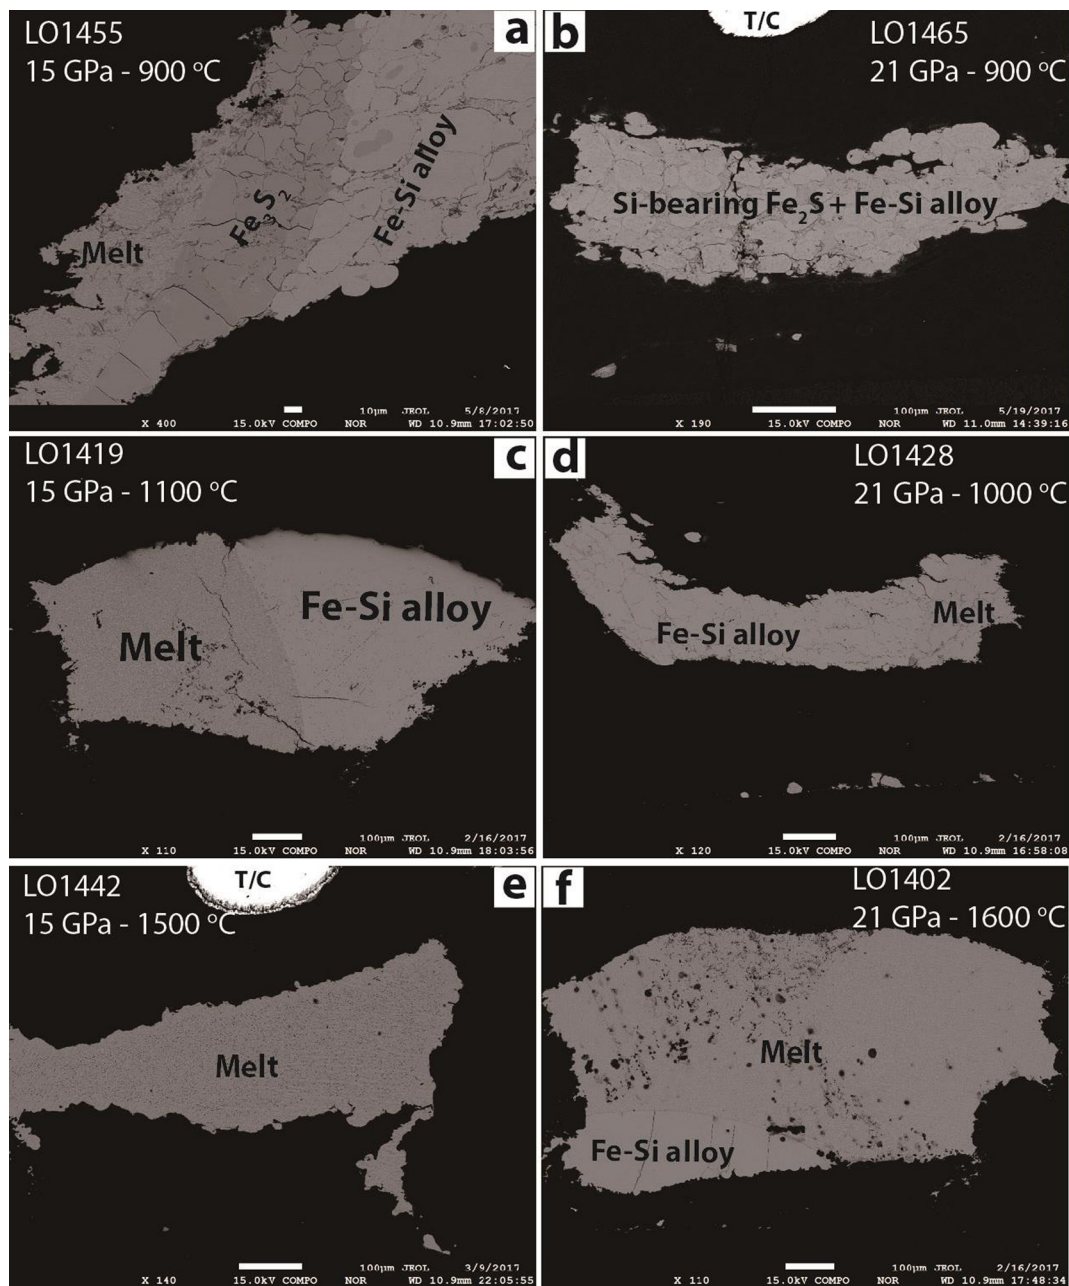 LO1455
15 GPa - 900 °C
a
Melt
Fe3S2
Fe-Si alloy
10µm JEOL 5/8/2017
X 400 15.0kV COMPO NOR WD 10.9mm 17:02:50
b
T/C
LO1465
21 GPa - 900 °C
Si-bearing Fe2S + Fe-Si alloy
100µm JEOL 5/19/2017
X 190 15.0kV COMPO NOR WD 11.0mm 14:39:16
LO1419
15 GPa - 1100 °C
c
Melt
Fe-Si alloy
100µm JEOL 2/16/2017
X 110 15.0kV COMPO NOR WD 10.9mm 18:03:56
d
LO1428
21 GPa - 1000 °C
Fe-Si alloy
Melt
100µm JEOL 2/16/2017
X 120 15.0kV COMPO NOR WD 10.9mm 16:58:08
LO1442
15 GPa - 1500 °C
T/C
e
Melt
100µm JEOL 3/9/2017
X 140 15.0kV COMPO NOR WD 10.9mm 22:05:55
f
LO1402
21 GPa - 1600 °C
Melt
Fe-Si alloy
100µm JEOL 2/16/2017
X 110 15.0kV COMPO NOR WD 10.9mm 17:48:34